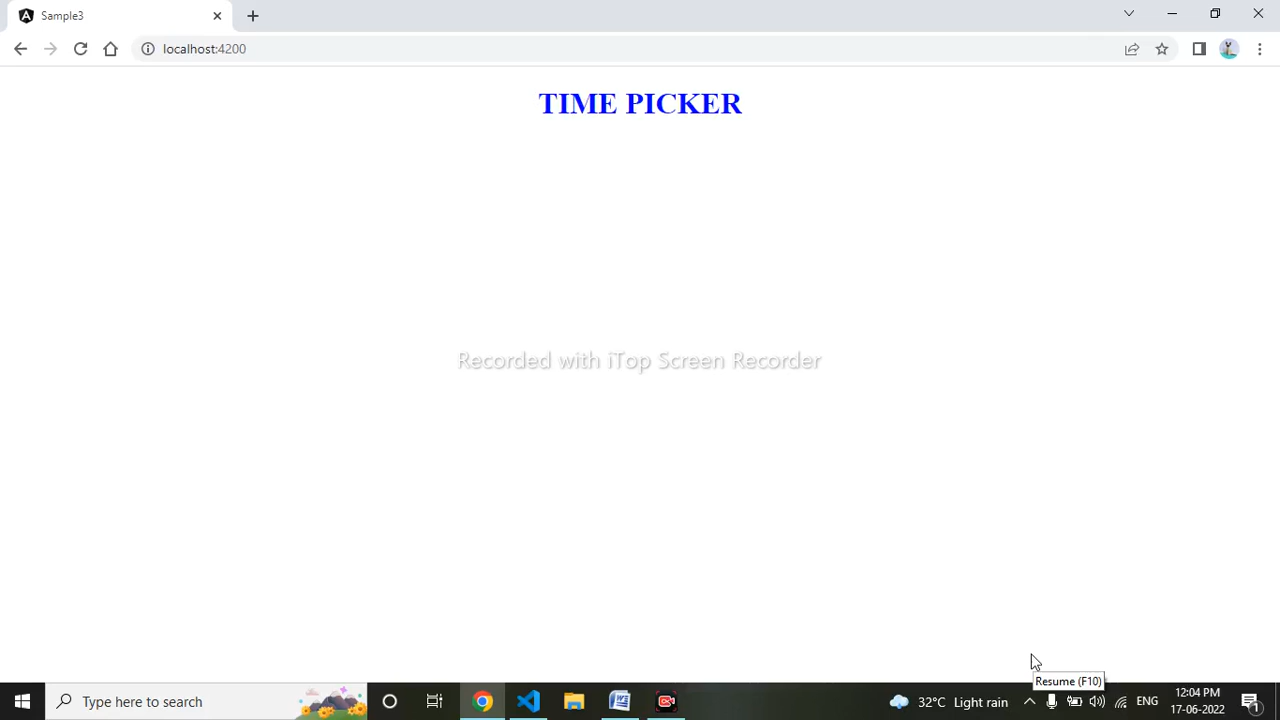 Sample3
localhost:4200
TIME PICKER
Recorded with iTop Screen Recorder
Resume (F10)
Type here to search
32°C Light rain
ENG
12:04 PM
17-06-2022
1